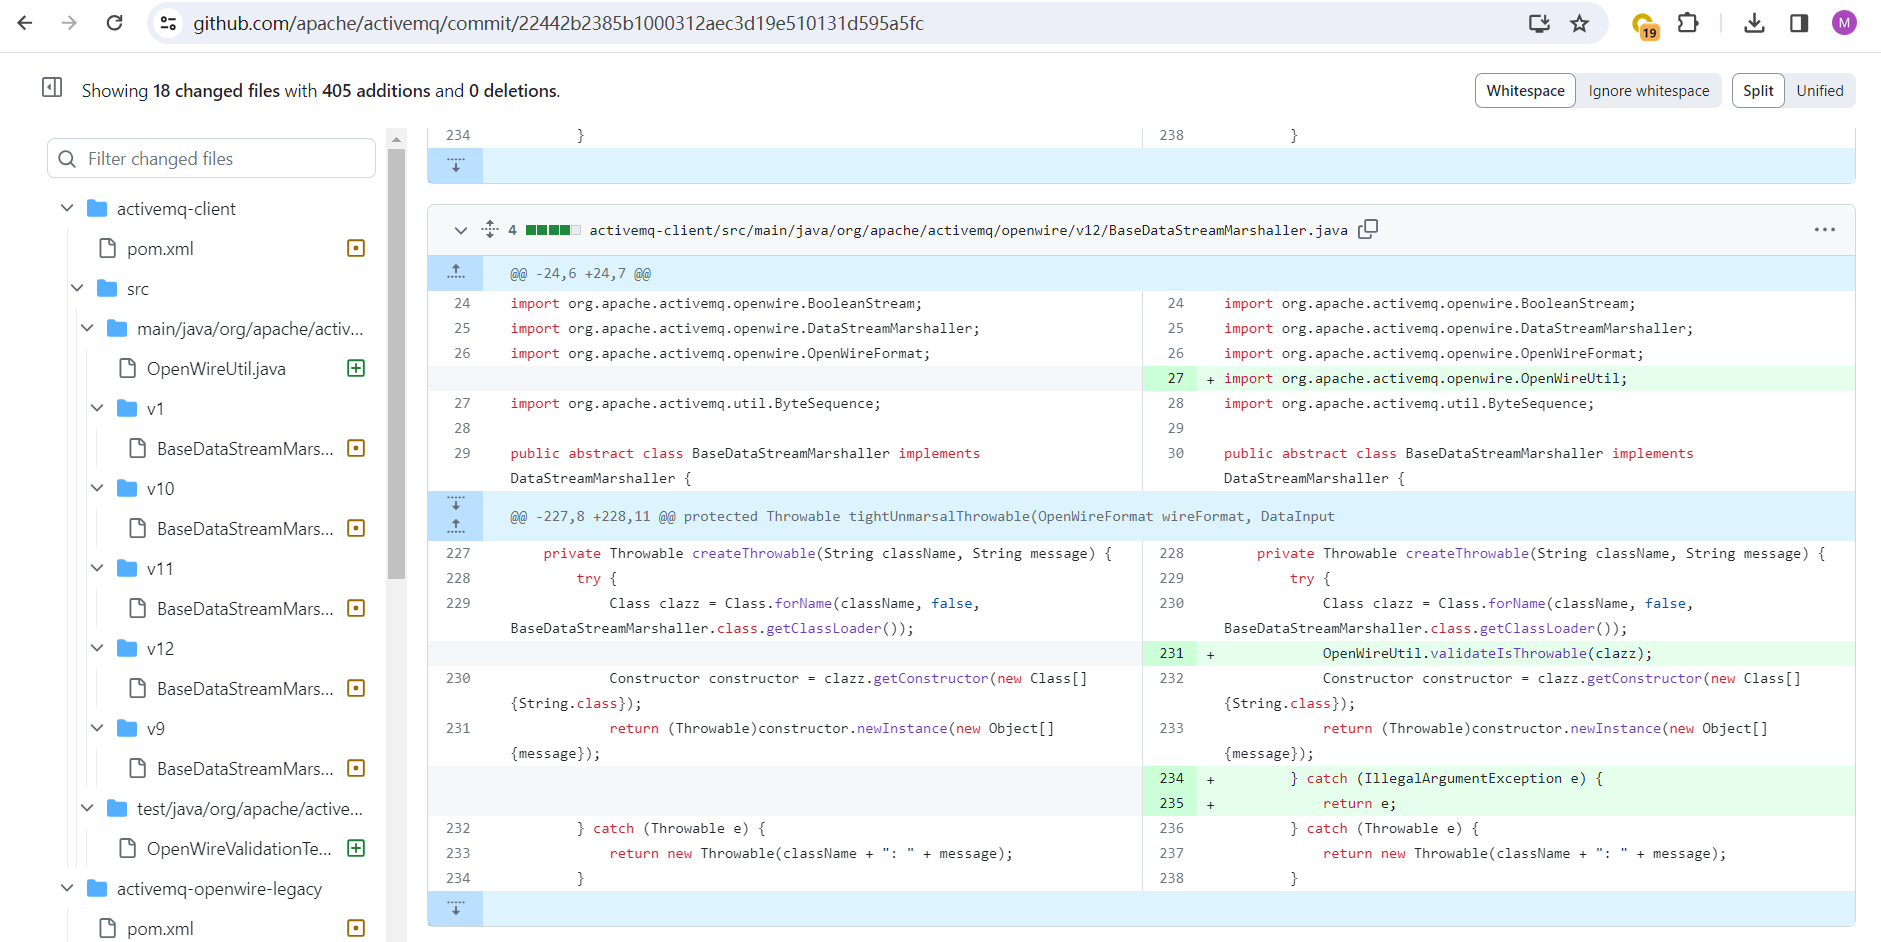 github.com/apache/activemq/commit/22442b2385b1000312aec3d19e510131d595a5fc
19
M
Showing 18 changed files with 405 additions and 0 deletions.
Whitespace
Ignore whitespace
Split
Unified
Filter changed files
activemq-client
pom.xml
src
main/java/org/apache/activ...
OpenWireUtil.java
v1
BaseDataStreamMars...
v10
BaseDataStreamMars...
v11
BaseDataStreamMars...
v12
BaseDataStreamMars...
v9
BaseDataStreamMars...
test/java/org/apache/active...
OpenWireValidationTe...
activemq-openwire-legacy
pom.xml
234 }
238 }
4 activemq-client/src/main/java/org/apache/activemq/openwire/v12/BaseDataStreamMarshaller.java
@@ -24,6 +24,7 @@
24 import org.apache.activemq.openwire.BooleanStream;
25 import org.apache.activemq.openwire.DataStreamMarshaller;
26 import org.apache.activemq.openwire.OpenWireFormat;
27 import org.apache.activemq.util.ByteSequence;
28
29 public abstract class BaseDataStreamMarshaller implements
DataStreamMarshaller {
24 import org.apache.activemq.openwire.BooleanStream;
25 import org.apache.activemq.openwire.DataStreamMarshaller;
26 import org.apache.activemq.openwire.OpenWireFormat;
27 + import org.apache.activemq.openwire.OpenWireUtil;
28 import org.apache.activemq.util.ByteSequence;
29
30 public abstract class BaseDataStreamMarshaller implements
DataStreamMarshaller {
@@ -227,8 +228,11 @@ protected Throwable tightUnmarsalThrowable(OpenWireFormat wireFormat, DataInput
227 private Throwable createThrowable(String className, String message) {
228 try {
229 Class clazz = Class.forName(className, false,
BaseDataStreamMarshaller.class.getClassLoader());
230 Constructor constructor = clazz.getConstructor(new Class[]
{String.class});
231 return (Throwable)constructor.newInstance(new Object[]
{message});
232 } catch (Throwable e) {
233 return new Throwable(className + ": " + message);
234 }
228 private Throwable createThrowable(String className, String message) {
229 try {
230 Class clazz = Class.forName(className, false,
BaseDataStreamMarshaller.class.getClassLoader());
231 + OpenWireUtil.validateIsThrowable(clazz);
232 Constructor constructor = clazz.getConstructor(new Class[]
{String.class});
233 return (Throwable)constructor.newInstance(new Object[]
{message});
234 + } catch (IllegalArgumentException e) {
235 + return e;
236 } catch (Throwable e) {
237 return new Throwable(className + ": " + message);
238 }